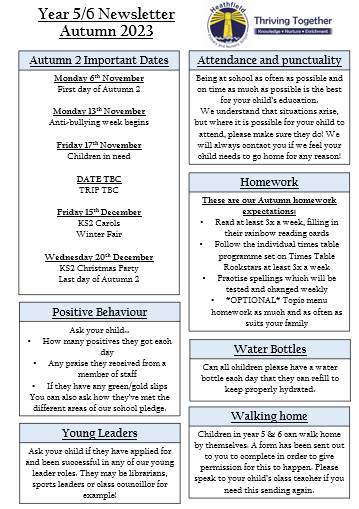 Year 5/6 Newsletter
Autumn 2023
Heathfield
Thriving Together
Knowledge • Nurture • Enrichment
Autumn 2 Important Dates
Monday 6th November
First day of Autumn 2
Monday 13th November
Anti-bullying week begins
Friday 17th November
Children in need
DATE TBC
TRIP TBC
Friday 15th December
KS2 Carols
Winter Fair
Wednesday 20th December
KS2 Christmas Party
Last day of Autumn 2
Positive Behaviour
Ask your child..
• How many positives they got each
day
• Any praise they received from a
member of staff
• If they have any green/gold slips
You can also ask how they've met the
different areas of our school pledge.
Young Leaders
Ask your child if they have applied for
and been successful in any of our young
leader roles. They may be librarians,
sports leaders or class councillor for
example!
Attendance and punctuality
Being at school as often as possible and
on time as much as possible is the best
for your child's education.
We understand that situations arise,
but where it is possible for your child to
attend, please make sure they do! We
will always contact you if we feel your
child needs to go home for any reason!
Homework
These are our Autumn homework
expectations:
• Read at least 3x a week, filling in
their rainbow reading cards
• Follow the individual times table
programme set on Times Table
Rockstars at least 3x a week
• Practise spellings which will be
tested and changed weekly
• *OPTIONAL* Topic menu
homework as much and as often as
suits your family
Water Bottles
Can all children please have a water
bottle each day that they can refill to
keep properly hydrated.
Walking home
Children in year 5 & 6 can walk home
by themselves. A form has been sent out
to you to complete in order to give
permission for this to happen. Please
speak to your child's class teacher if you
need this sending again.